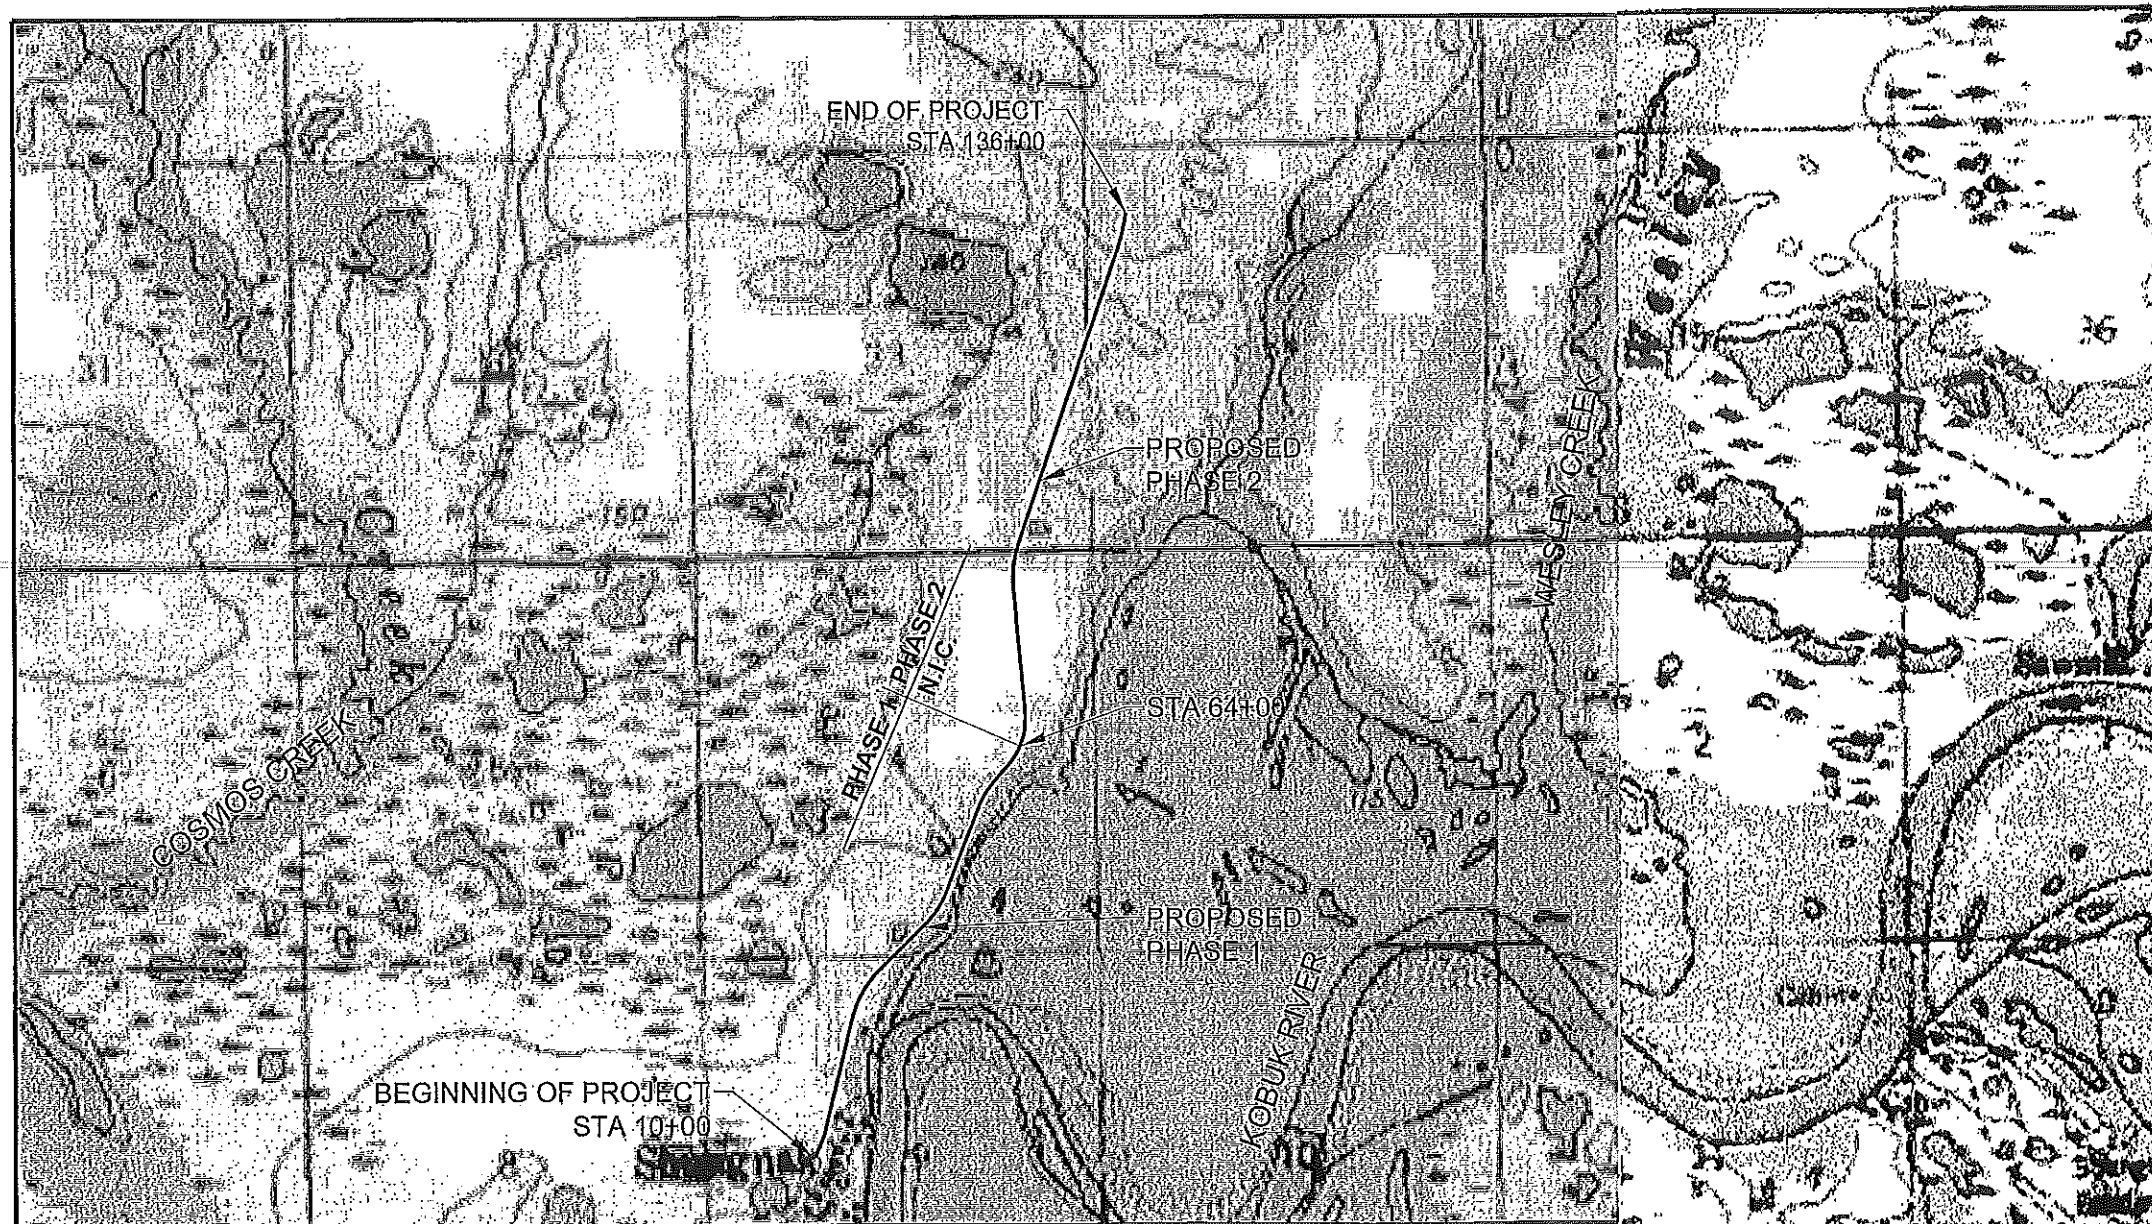 END OF PROJECT
STA 136+00
PROPOSED
PHASE 2
WESLEY CREEK
150
PHASE 1
PHASE 2
N.I.C.
STA 64+00
COSMOS CREEK
PROPOSED
PHASE 1
KOBUK RIVER
BEGINNING OF PROJECT
STA 10+00